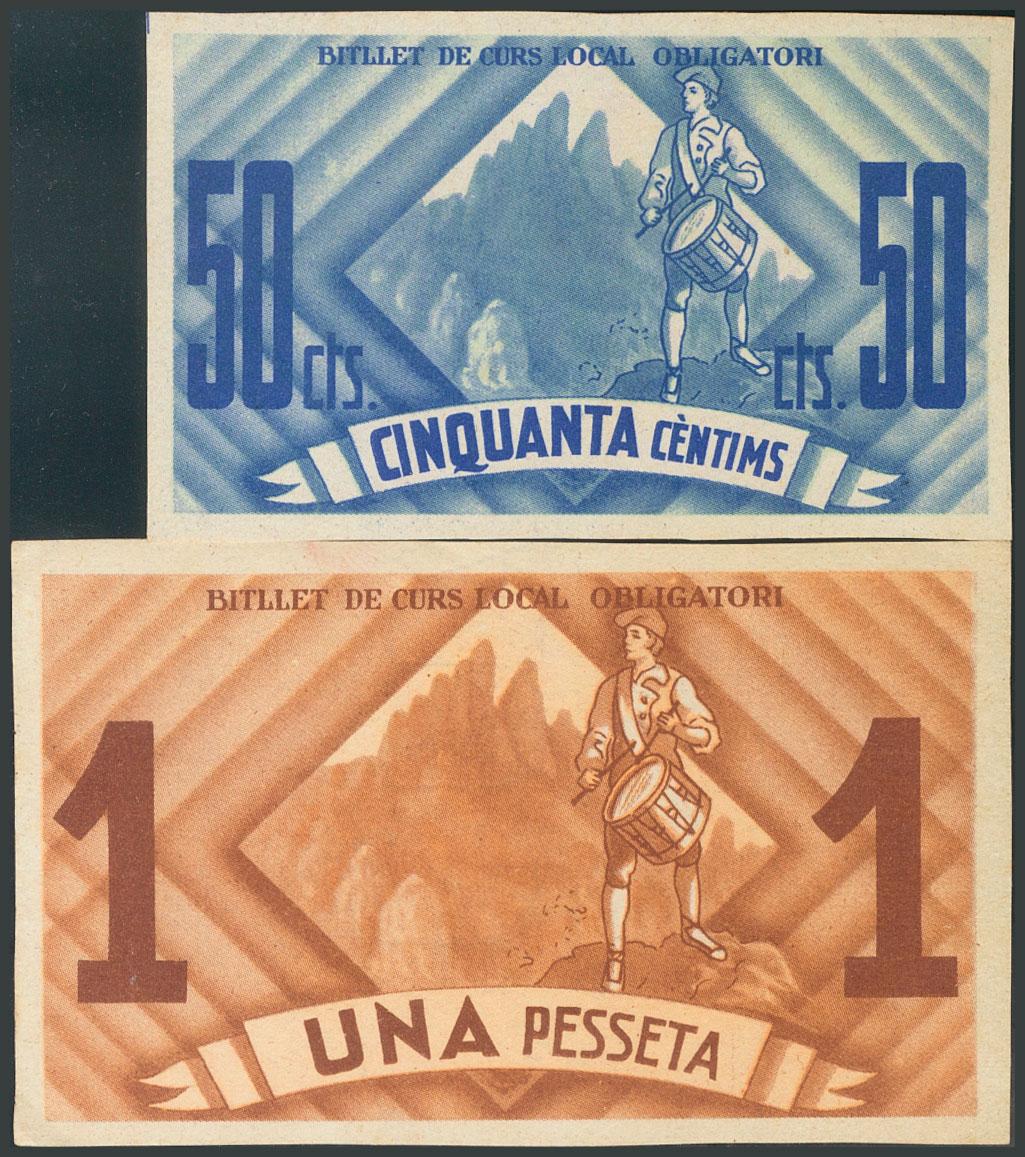 BITLLET DE CURS LOCAL OBLIGATORI
50 cts. cts. 50
CINQUANTA CÈNTIMS
BITLLET DE CURS LOCAL OBLIGATORI
1 1
UNA PESSETA